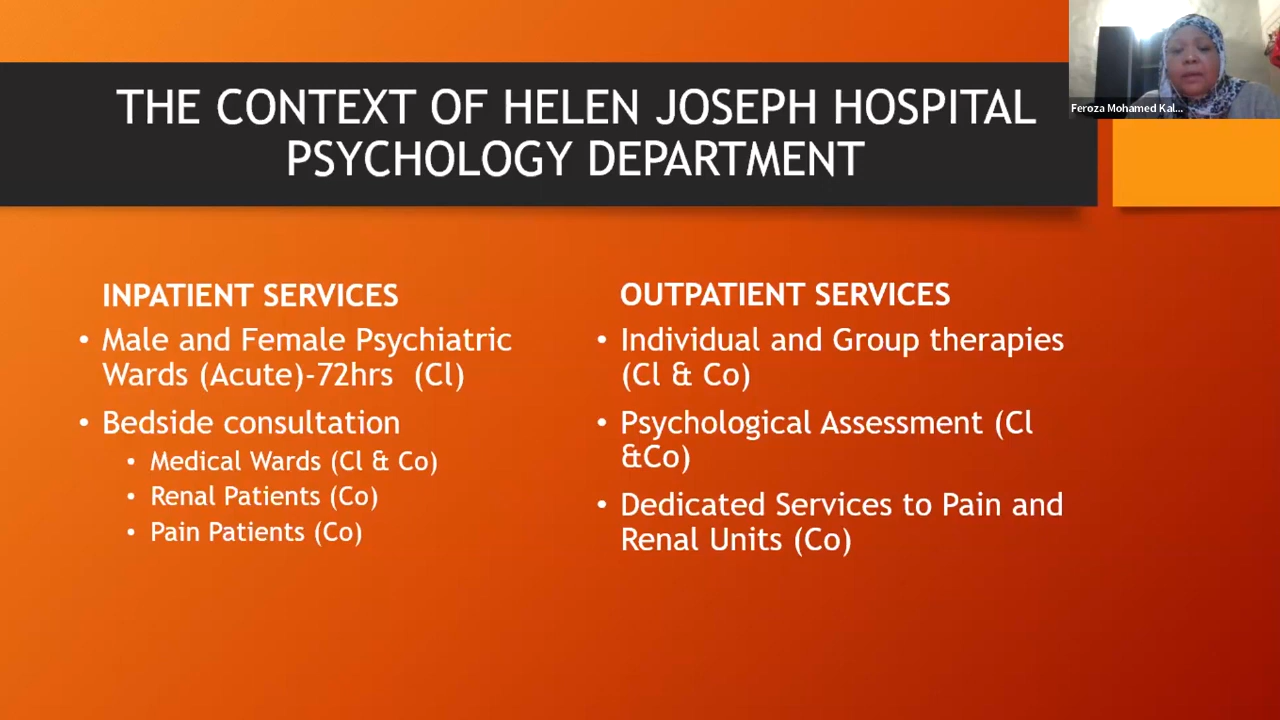 THE CONTEXT OF HELEN JOSEPH HOSPITAL
PSYCHOLOGY DEPARTMENT
Feroza Mohamed Kal...
INPATIENT SERVICES
• Male and Female Psychiatric
Wards (Acute)-72hrs (Cl)
• Bedside consultation
• Medical Wards (Cl & Co)
• Renal Patients (Co)
• Pain Patients (Co)
OUTPATIENT SERVICES
• Individual and Group therapies
(Cl & Co)
• Psychological Assessment (Cl
&Co)
• Dedicated Services to Pain and
Renal Units (Co)